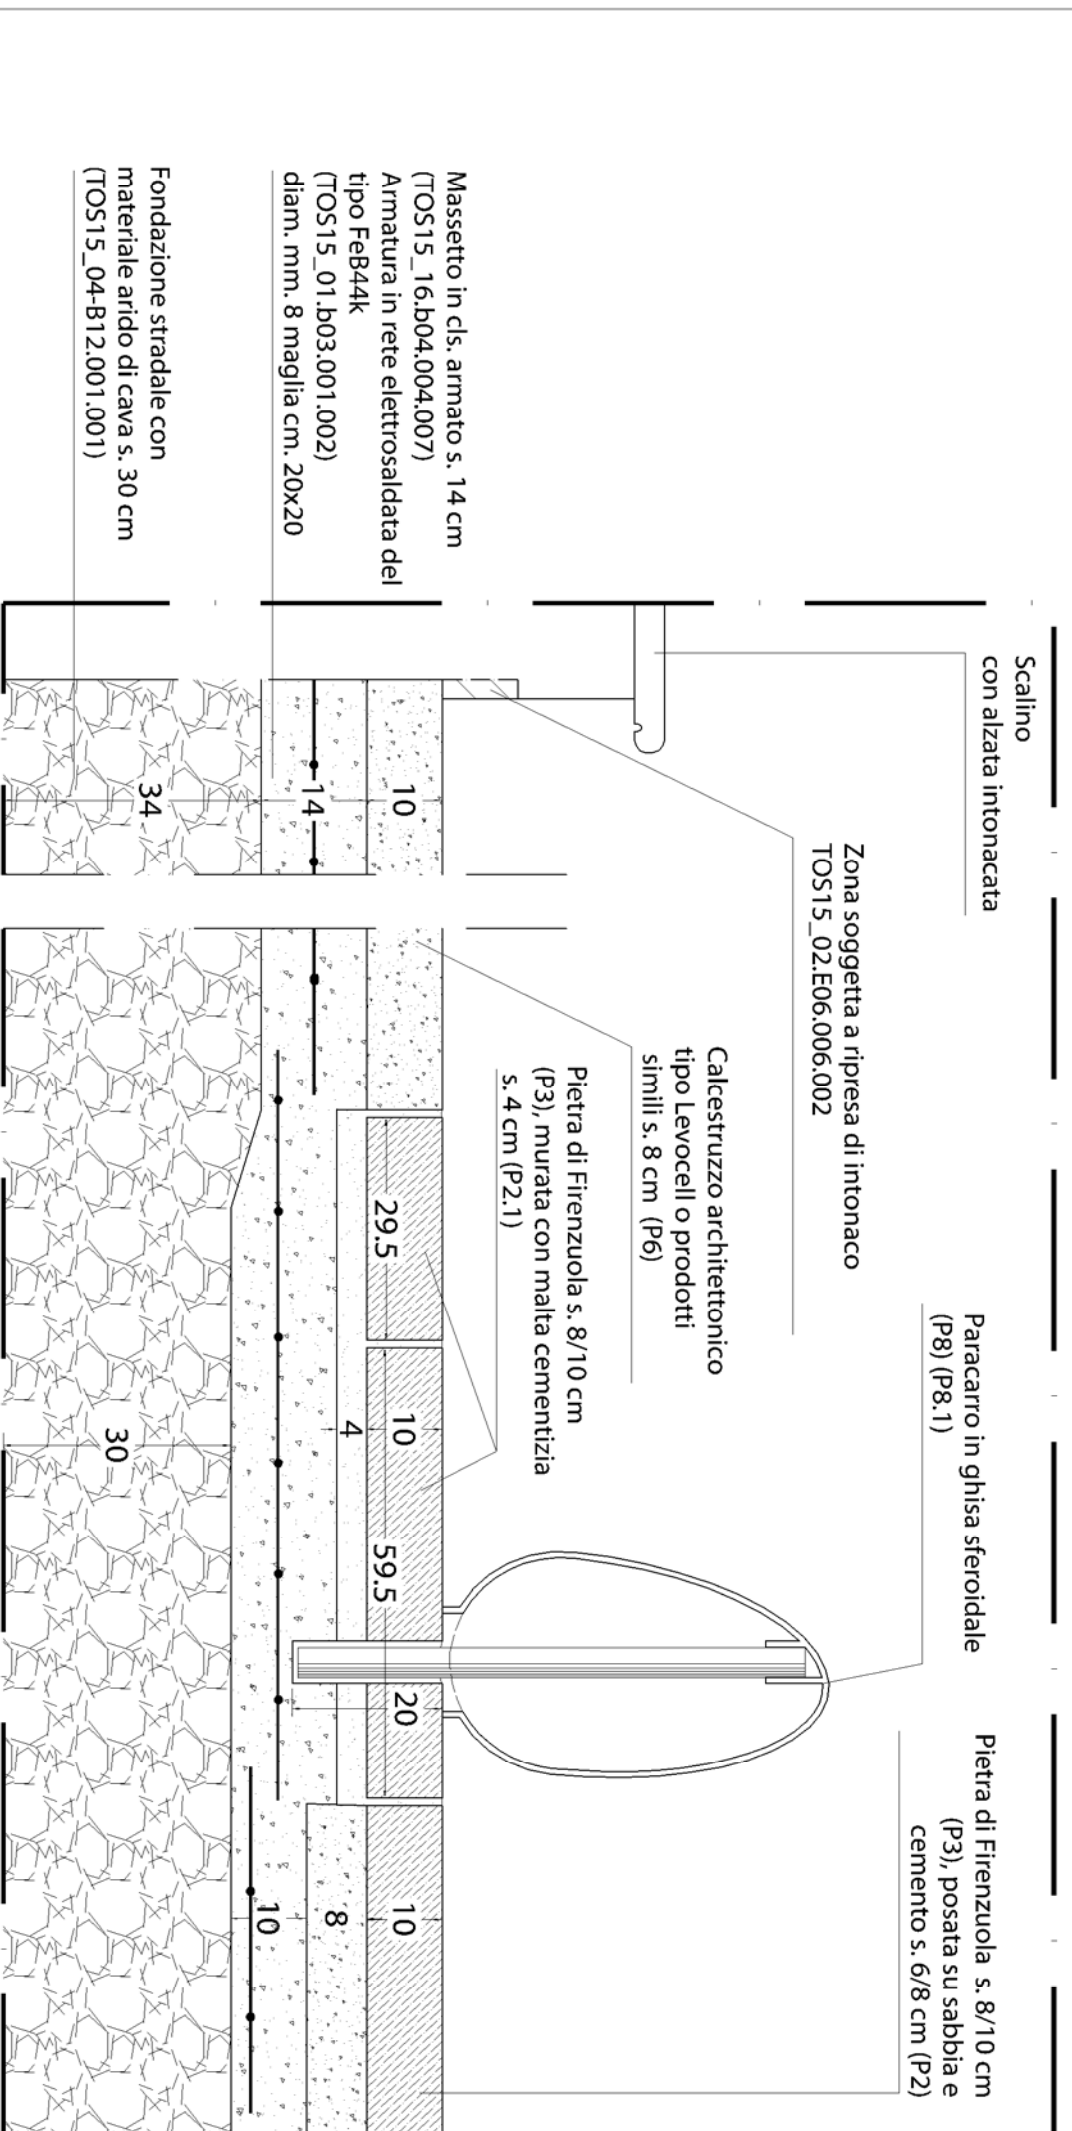 Scalino
con alzata intonacata
Zona soggetta a ripresa di intonaco
TOS15_02.E06.006.002
Paracarro in ghisa sferoidale
(P8) (P8.1)
Pietra di Firenzuola s. 8/10 cm
(P3), posata su sabbia e
cemento s. 6/8 cm (P2)
Calcestruzzo architettonico
tipo Levocell o prodotti
simili s. 8 cm (P6)
Pietra di Firenzuola s. 8/10 cm
(P3), murata con malta cementizia
s. 4 cm (P2.1)
Massetto in cls. armato s. 14 cm
(TOS15_16.b04.004.007)
Armatura in rete elettrosaldata del
tipo FeB44k
(TOS15_01.b03.001.002)
diam. mm. 8 maglia cm. 20x20
Fondazione stradale con
materiale arido di cava s. 30 cm
(TOS15_04-B12.001.001)
10
14
34
29.5
10
4
59.5
20
30
10
8
10